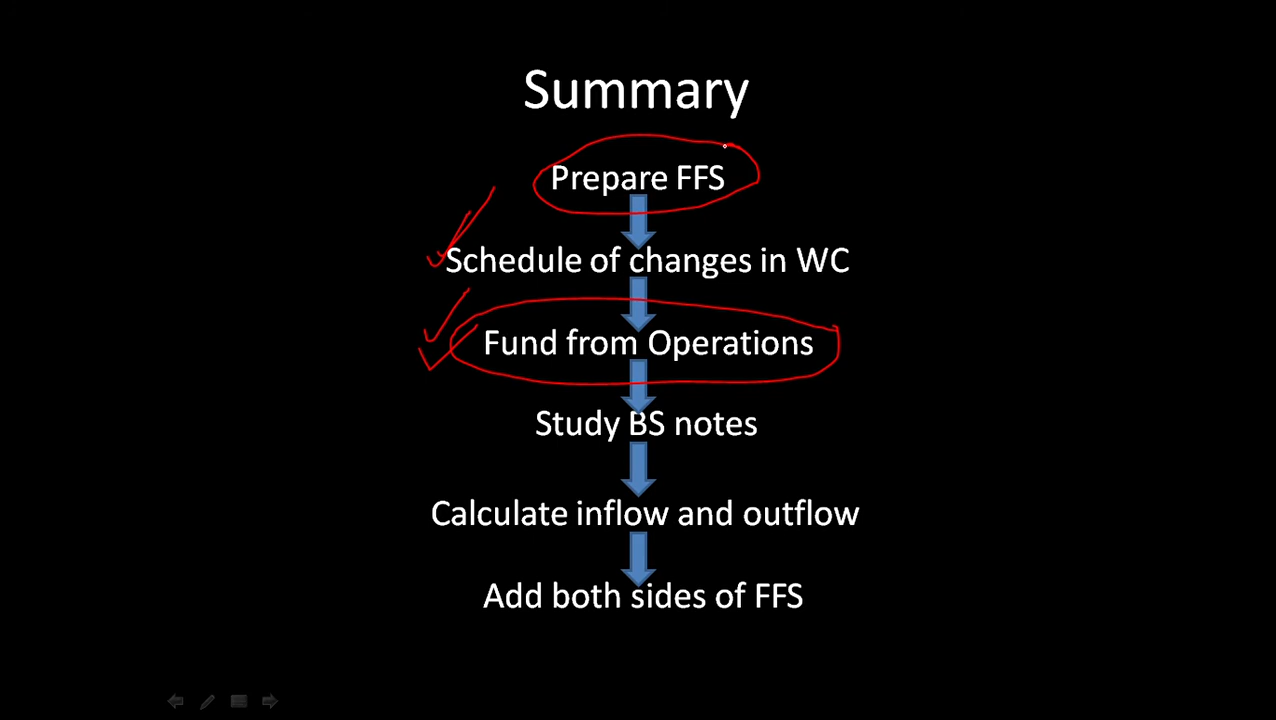 Summary
Prepare FFS
Schedule of changes in WC
Fund from Operations
Study BS notes
Calculate inflow and outflow
Add both sides of FFS